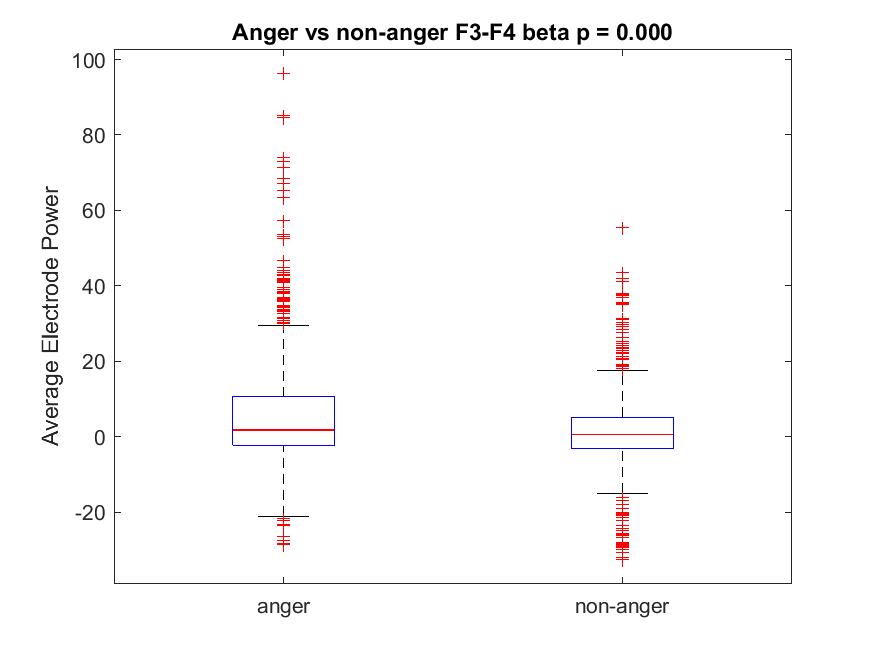 Anger vs non-anger F3-F4 beta p = 0.000
100
80
60
40
20
0
-20
Average Electrode Power
anger
non-anger